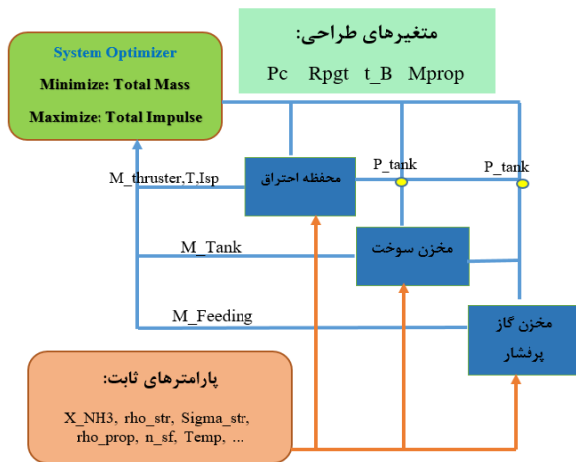 System Optimizer
Minimize: Total Mass
Maximize: Total Impulse
متغیرهای طراحی:
Pc Rpgt t_B Mprop
M_thruster,T,Isp
محفظه احتراق
P_tank
P_tank
M_Tank
مخزن سوخت
M_Feeding
مخزن گاز
پرفشار
پارامترهای ثابت:
X_NH3, rho_str, Sigma_str,
rho_prop, n_sf, Temp, ...